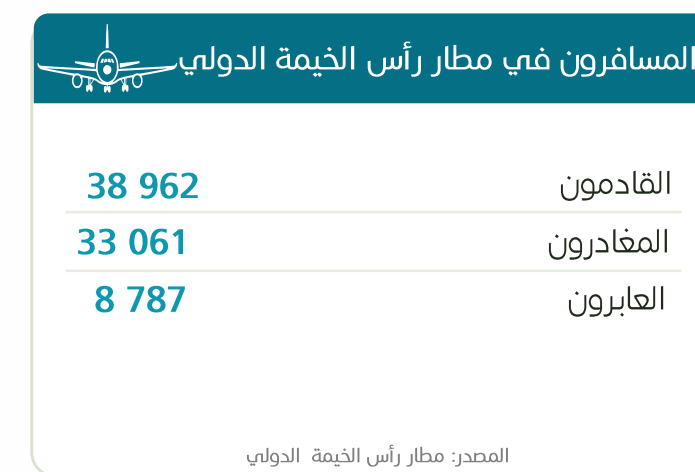 المسافرون في مطار رأس الخيمة الدولي
القادمون 38 962
المغادرون 33 061
العابرون 8 787
المصدر: مطار رأس الخيمة الدولي